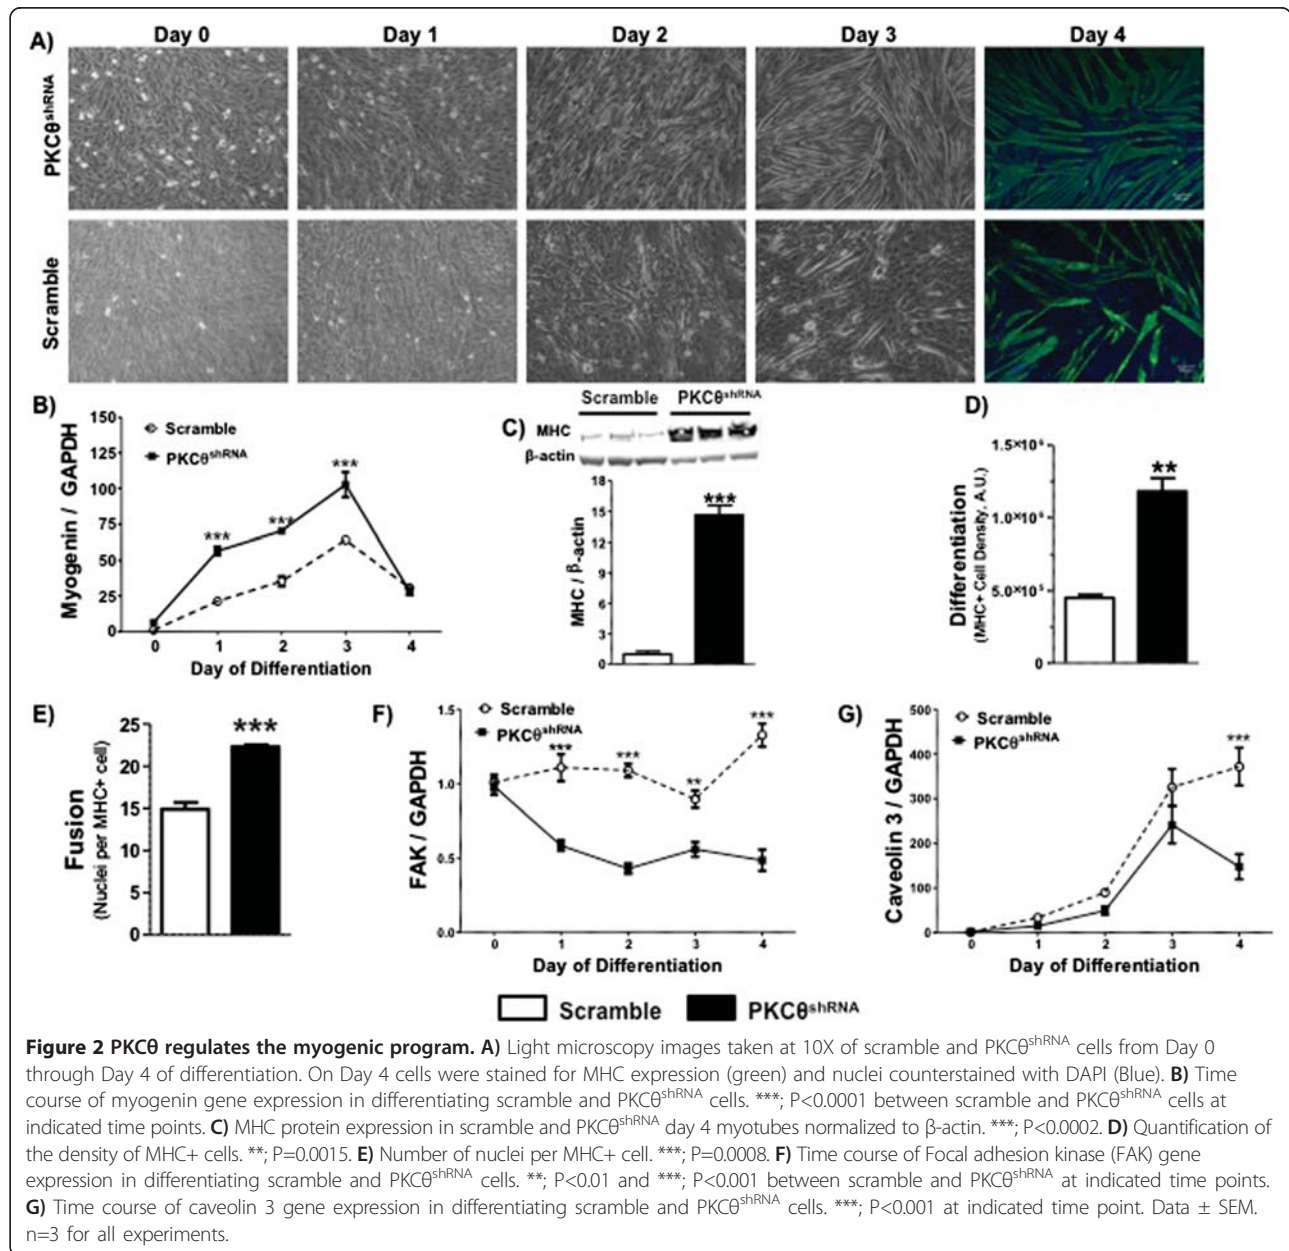 A) Day 0 Day 1 Day 2 Day 3 Day 4
PKCθshRNA
Scramble
B)
Myogenin / GAPDH
150
125
100
75
50
25
0
Scramble
PKCθshRNA
*** *** ***
0 1 2 3 4
Day of Differentiation
C)
Scramble PKCθshRNA
MHC
β-actin
MHC / β-actin
18
15
12
9
6
3
0
***
D)
Differentiation
(MHC+ Cell Density, A.U.)
1.5×10⁶
1.0×10⁶
5.0×10⁵
0
**
E)
Fusion
(Nuclei per MHC+ cell)
25
20
15
10
5
0
***
F)
FAK / GAPDH
1.5
1.0
0.5
0.0
Scramble
PKCθshRNA
*** *** ** ***
0 1 2 3 4
Day of Differentiation
G)
Caveolin 3 / GAPDH
500
400
300
200
100
0
Scramble
PKCθshRNA
***
0 1 2 3 4
Day of Differentiation
Scramble PKCθshRNA
Figure 2 PKCθ regulates the myogenic program. A) Light microscopy images taken at 10X of scramble and PKCθshRNA cells from Day 0
through Day 4 of differentiation. On Day 4 cells were stained for MHC expression (green) and nuclei counterstained with DAPI (Blue). B) Time
course of myogenin gene expression in differentiating scramble and PKCθshRNA cells. ***; P<0.0001 between scramble and PKCθshRNA cells at
indicated time points. C) MHC protein expression in scramble and PKCθshRNA day 4 myotubes normalized to β-actin. ***; P<0.0002. D) Quantification of
the density of MHC+ cells. **; P=0.0015. E) Number of nuclei per MHC+ cell. ***; P=0.0008. F) Time course of Focal adhesion kinase (FAK) gene
expression in differentiating scramble and PKCθshRNA cells. **; P<0.01 and ***; P<0.001 between scramble and PKCθshRNA at indicated time points.
G) Time course of caveolin 3 gene expression in differentiating scramble and PKCθshRNA cells. ***; P<0.001 at indicated time point. Data ± SEM.
n=3 for all experiments.